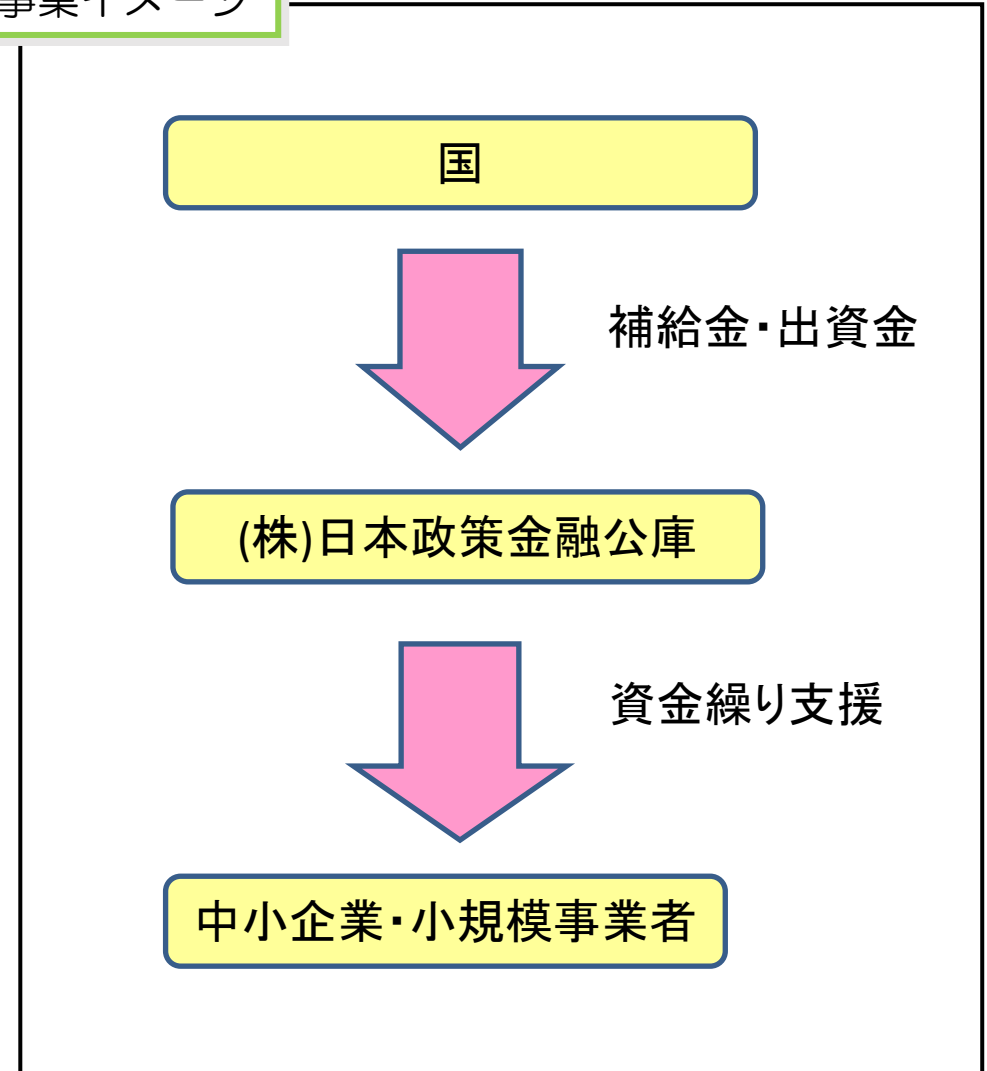 事業イメージ
国
補給金・出資金
(株)日本政策金融公庫
資金繰り支援
中小企業・小規模事業者